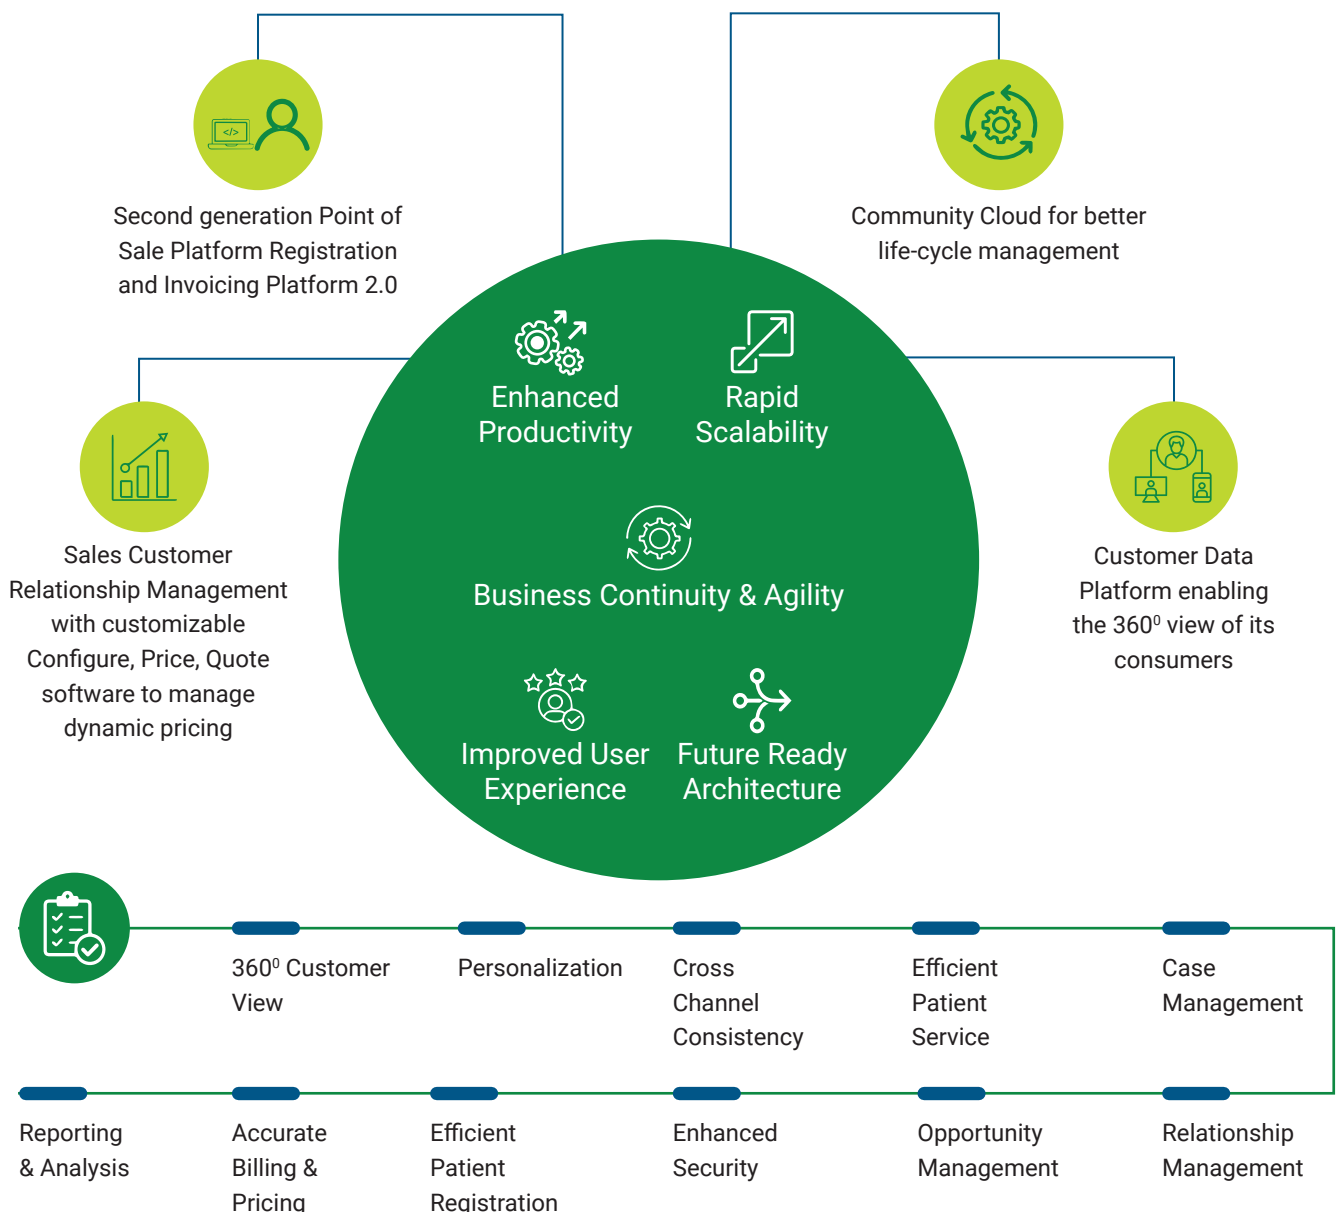 Second generation Point of
Sale Platform Registration
and Invoicing Platform 2.0
Community Cloud for better
life-cycle management
</>
Enhanced
Productivity
Rapid
Scalability
Business Continuity & Agility
Improved User
Experience
Future Ready
Architecture
Sales Customer
Relationship Management
with customizable
Configure, Price, Quote
software to manage
dynamic pricing
Customer Data
Platform enabling
the 360⁰ view of its
consumers
360⁰ Customer
View
Personalization
Cross
Channel
Consistency
Efficient
Patient
Service
Case
Management
Reporting
& Analysis
Accurate
Billing &
Pricing
Efficient
Patient
Registration
Enhanced
Security
Opportunity
Management
Relationship
Management